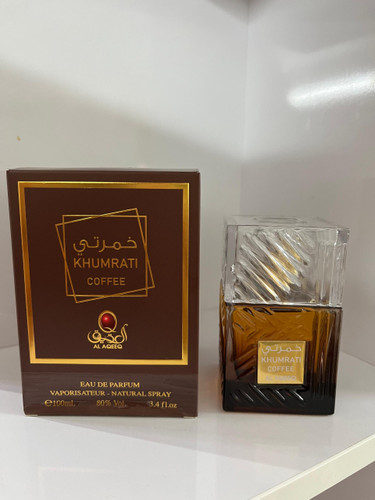 خمرتي
KHUMRATI
COFFEE
العقيق
AL AQEEQ
EAU DE PARFUM
VAPORISATEUR - NATURAL SPRAY
℮100ml. 80% Vol. 3.4 fl.oz
خمرتي
KHUMRATI
COFFEE